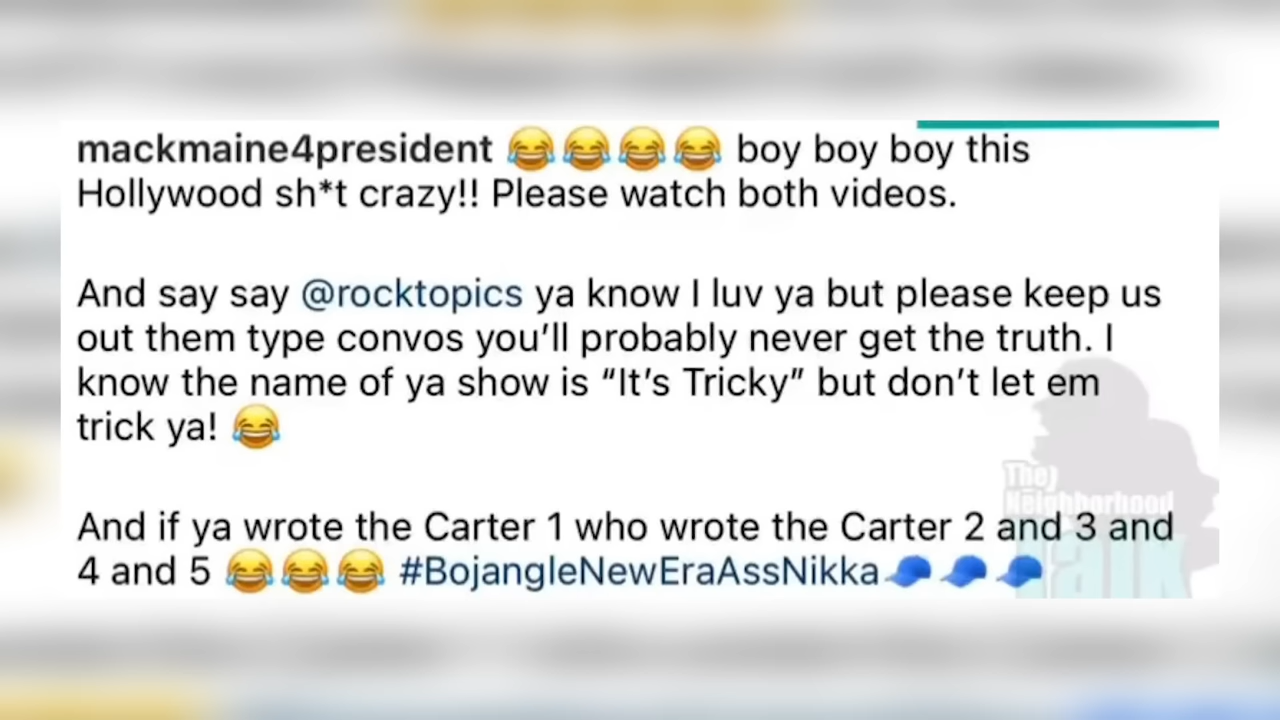 mackmaine4president 😂😂😂😂 boy boy boy this
Hollywood sh*t crazy!! Please watch both videos.
And say say @rocktopics ya know I luv ya but please keep us
out them type convos you’ll probably never get the truth. I
know the name of ya show is “It’s Tricky” but don’t let em
trick ya! 😂
The
Neighborhood
Talk
And if ya wrote the Carter 1 who wrote the Carter 2 and 3 and
4 and 5 😂😂😂 #BojangleNewEraAssNikka🧢🧢🧢